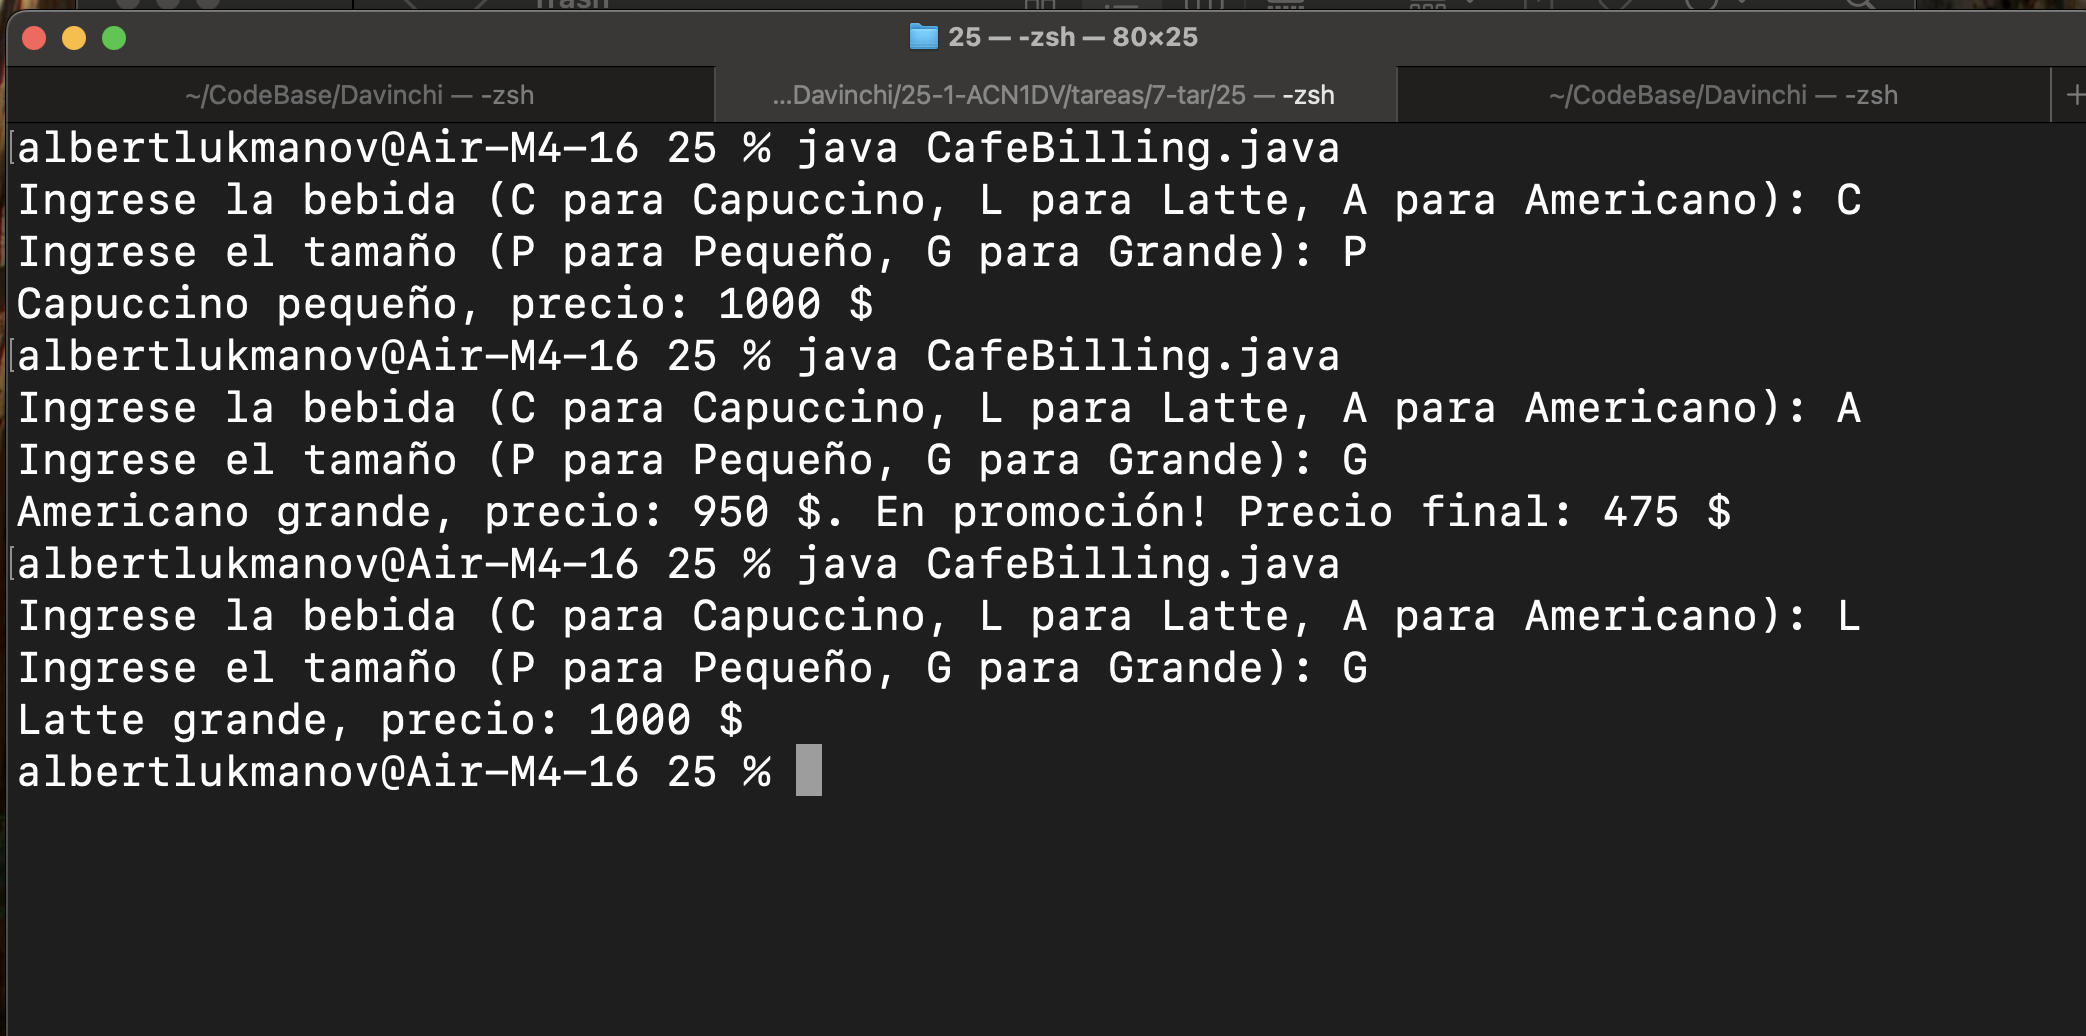 25 — -zsh — 80×25
~/CodeBase/Davinchi — -zsh
...Davinchi/25-1-ACN1DV/tareas/7-tar/25 — -zsh
~/CodeBase/Davinchi — -zsh
albertlukmanov@Air-M4-16 25 % java CafeBilling.java
Ingrese la bebida (C para Capuccino, L para Latte, A para Americano): C
Ingrese el tamaño (P para Pequeño, G para Grande): P
Capuccino pequeño, precio: 1000 $
albertlukmanov@Air-M4-16 25 % java CafeBilling.java
Ingrese la bebida (C para Capuccino, L para Latte, A para Americano): A
Ingrese el tamaño (P para Pequeño, G para Grande): G
Americano grande, precio: 950 $. En promoción! Precio final: 475 $
albertlukmanov@Air-M4-16 25 % java CafeBilling.java
Ingrese la bebida (C para Capuccino, L para Latte, A para Americano): L
Ingrese el tamaño (P para Pequeño, G para Grande): G
Latte grande, precio: 1000 $
albertlukmanov@Air-M4-16 25 %